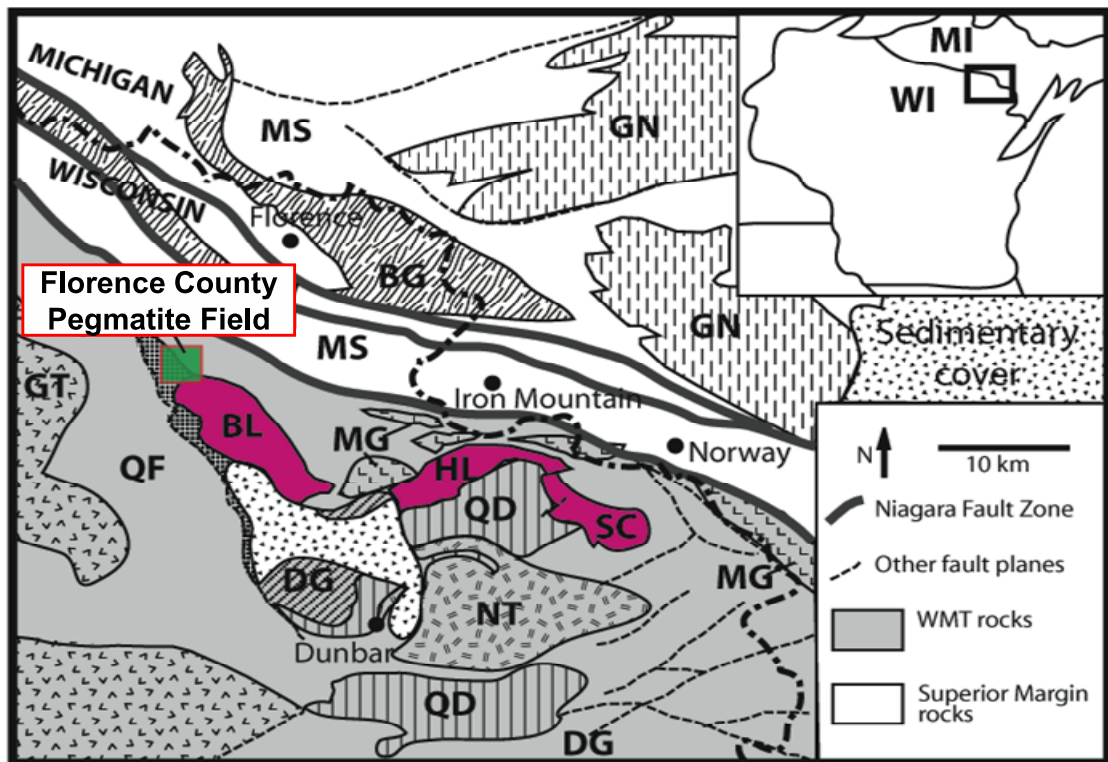 MICHIGAN
WISCONSIN
MS
GN
MI
WI
Florence
BG
Florence County
Pegmatite Field
MS
GN
Sedimentary
cover
GT
BL
Iron Mountain
MG
HL
Norway
QF
QD
SC
DG
NT
MG
Dunbar
QD
DG
N
10 km
Niagara Fault Zone
Other fault planes
WMT rocks
Superior Margin
rocks